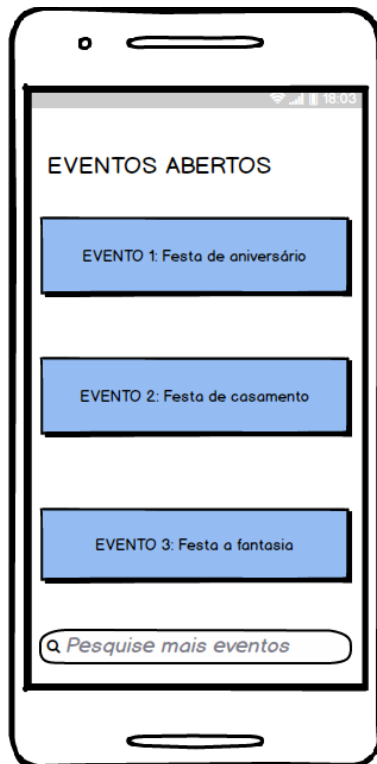 18:03
EVENTOS ABERTOS
EVENTO 1: Festa de aniversário
EVENTO 2: Festa de casamento
EVENTO 3: Festa a fantasia
Pesquise mais eventos